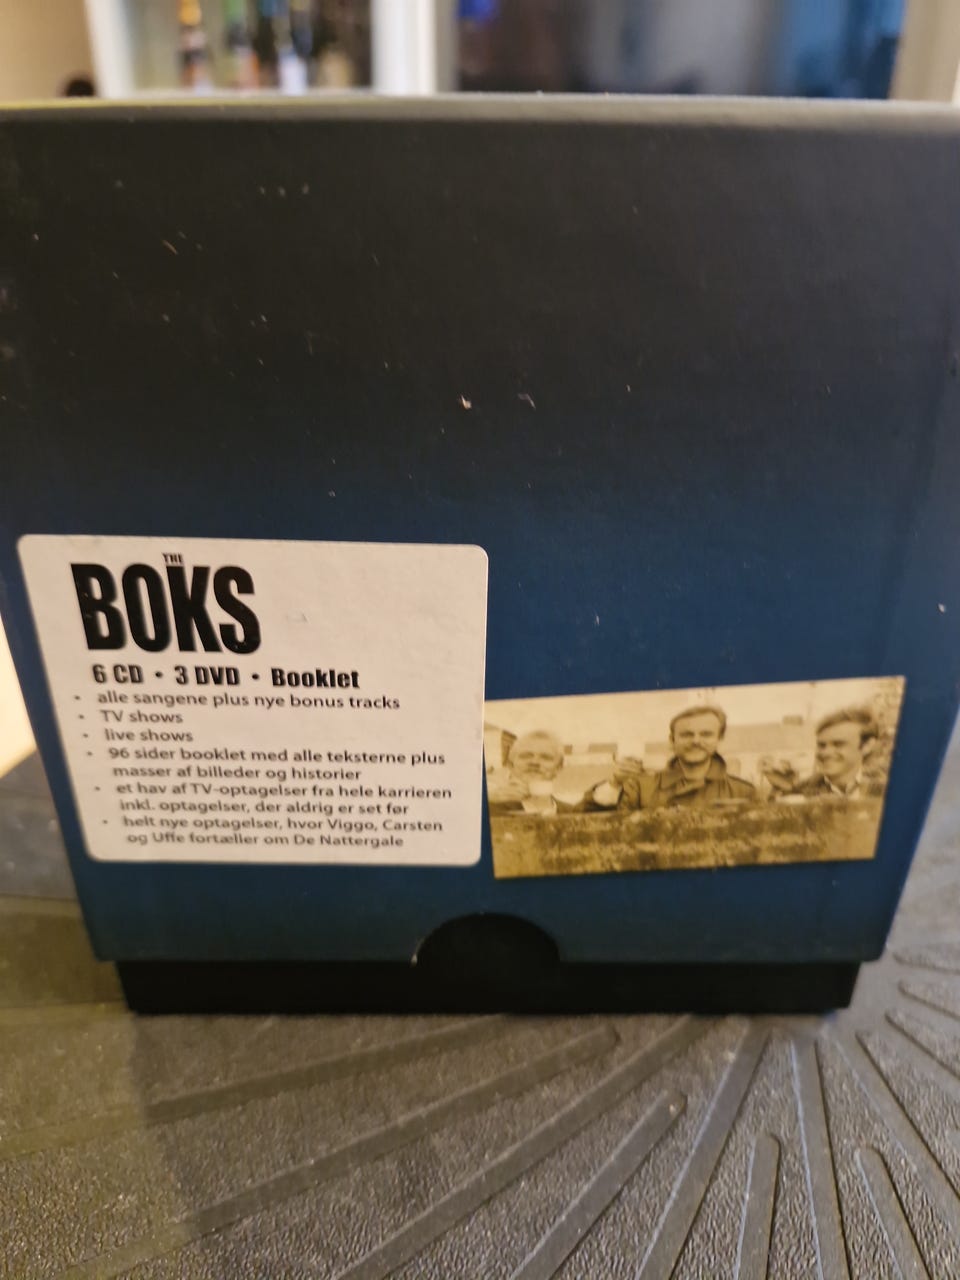 THE
BOKS
6 CD • 3 DVD • Booklet
- alle sangene plus nye bonus tracks
- TV shows
- live shows
- 96 sider booklet med alle teksterne plus
masser af billeder og historier
- et hav af TV-optagelser fra hele karrieren
inkl. optagelser, der aldrig er set før
- helt nye optagelser, hvor Viggo, Carsten
og Uffe fortæller om De Nattergale